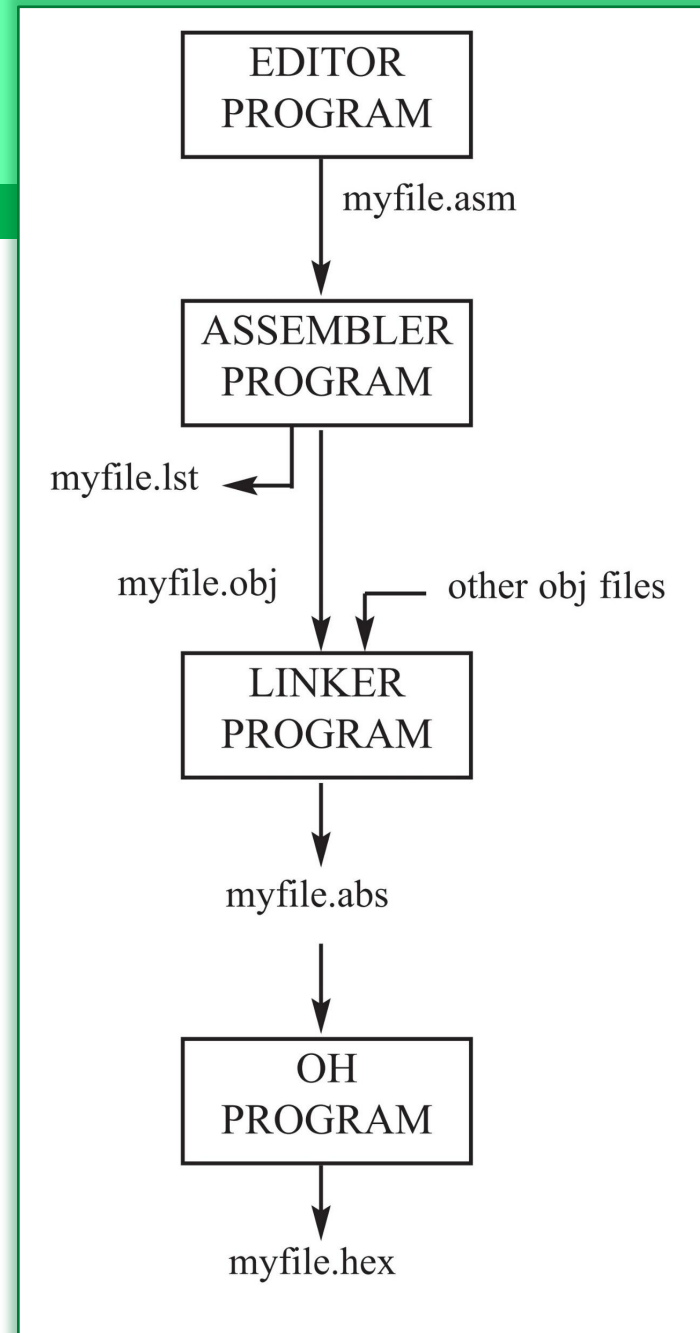 EDITOR
PROGRAM
myfile.asm
ASSEMBLER
PROGRAM
myfile.lst
myfile.obj
other obj files
LINKER
PROGRAM
myfile.abs
OH
PROGRAM
myfile.hex